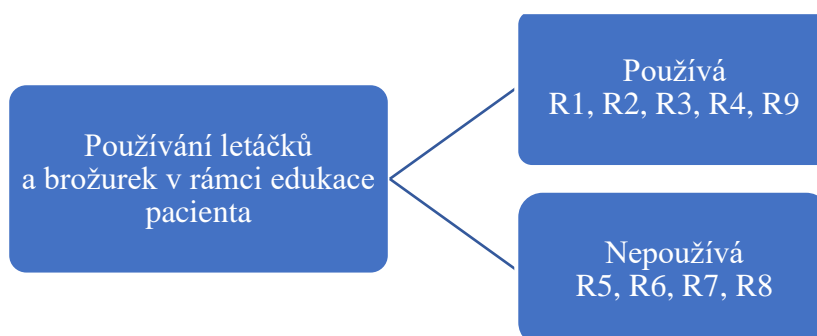 Používání letáčků
a brožurek v rámci edukace
pacienta
Používá
R1, R2, R3, R4, R9
Nepoužívá
R5, R6, R7, R8